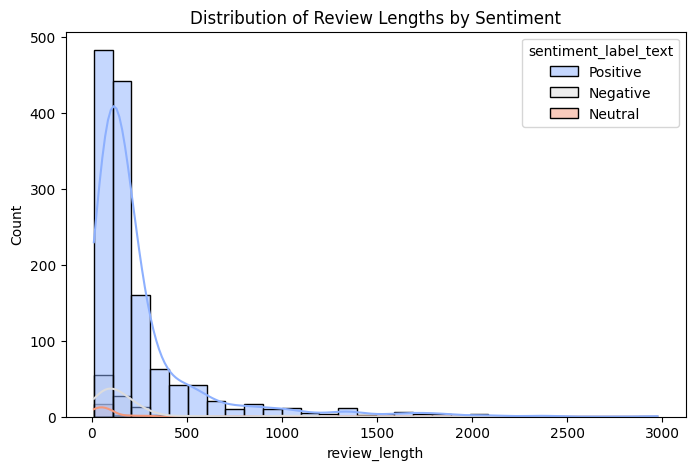 Distribution of Review Lengths by Sentiment
sentiment_label_text
Positive
Negative
Neutral
Count
500
400
300
200
100
0
0 500 1000 1500 2000 2500 3000
review_length